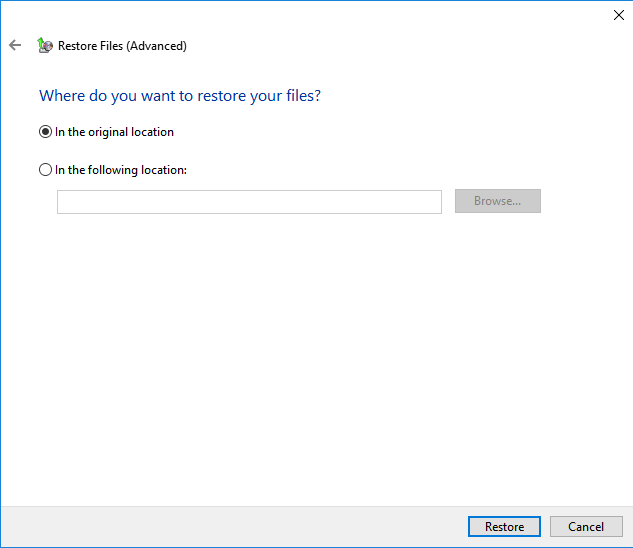 Restore Files (Advanced)
Where do you want to restore your files?
In the original location
In the following location:
Browse...
Restore
Cancel